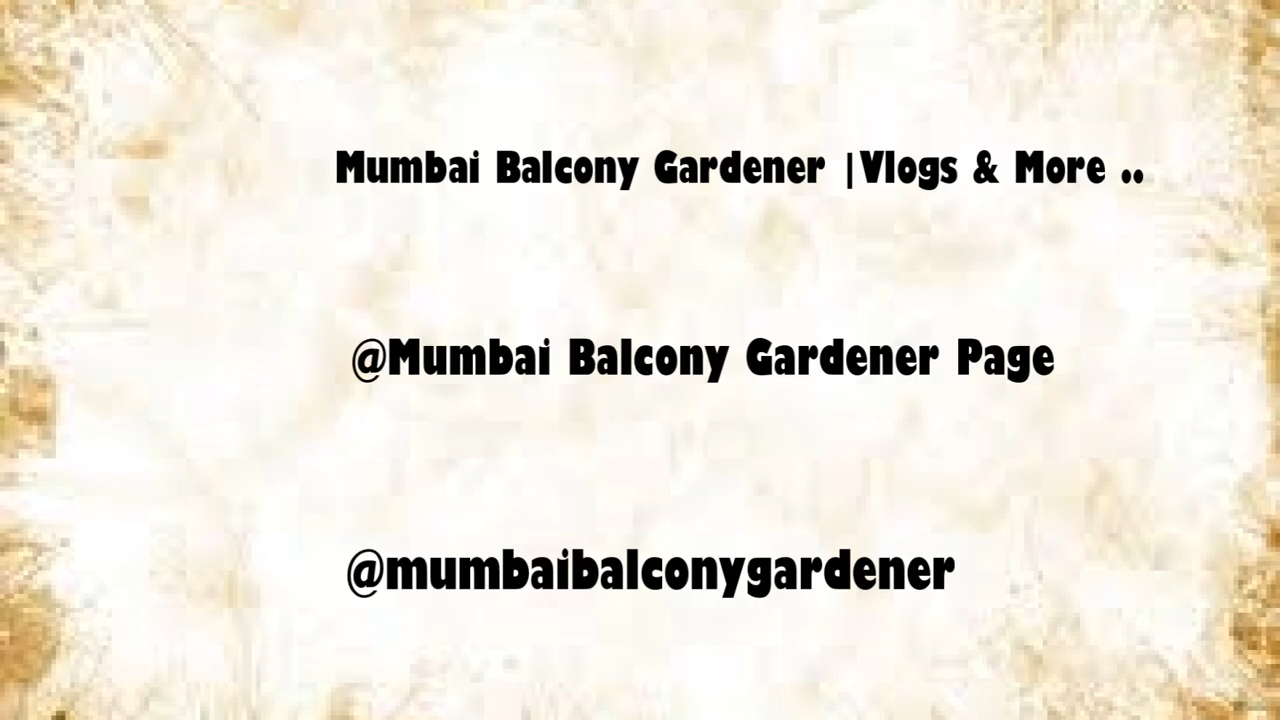 Mumbai Balcony Gardener |Vlogs & More ..
@Mumbai Balcony Gardener Page
@mumbaibalconygardener